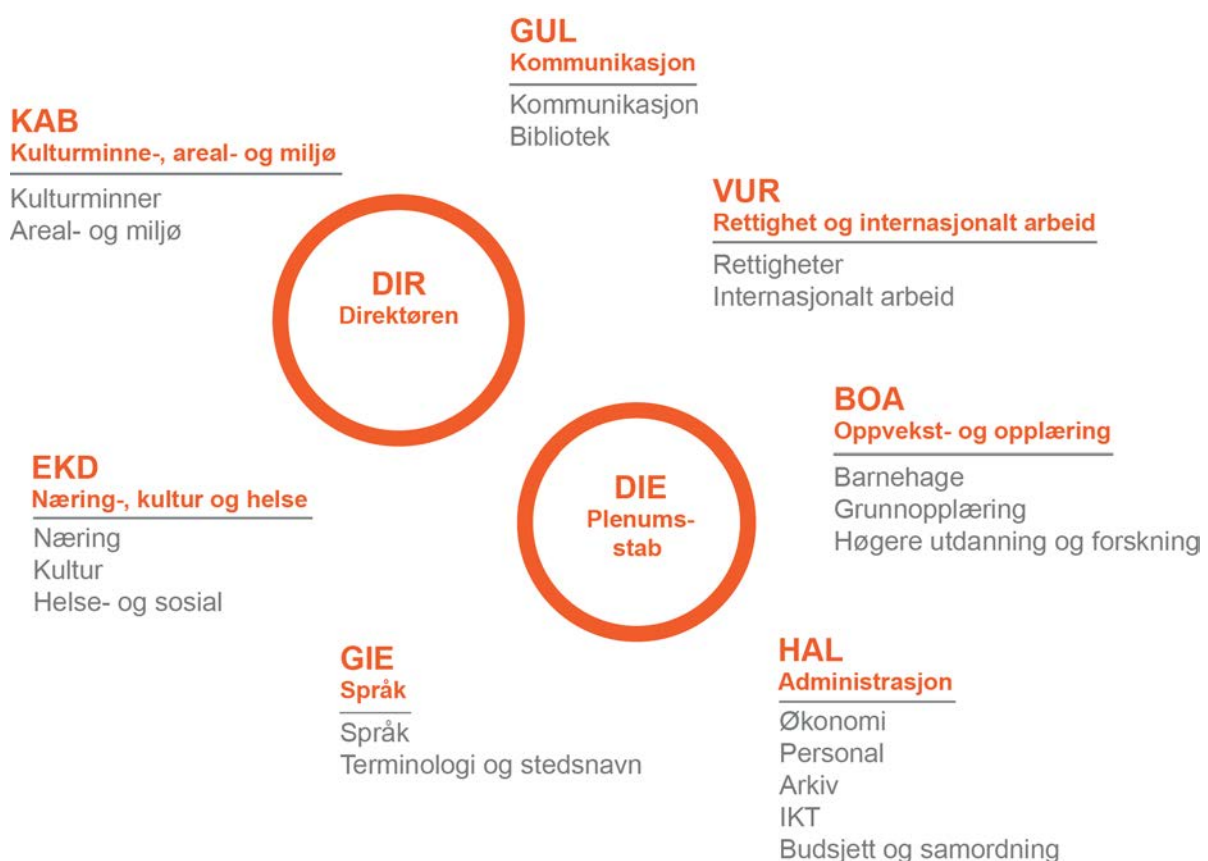 GUL
Kommunikasjon
Kommunikasjon
Bibliotek
KAB
Kulturminne-, areal- og miljø
Kulturminner
Areal- og miljø
VUR
Rettighet og internasjonalt arbeid
Rettigheter
Internasjonalt arbeid
DIR
Direktøren
BOA
Oppvekst- og opplæring
Barnehage
Grunnopplæring
Høgere utdanning og forskning
EKD
Næring-, kultur og helse
Næring
Kultur
Helse- og sosial
DIE
Plenums-
stab
GIE
Språk
Språk
Terminologi og stedsnavn
HAL
Administrasjon
Økonomi
Personal
Arkiv
IKT
Budsjett og samordning